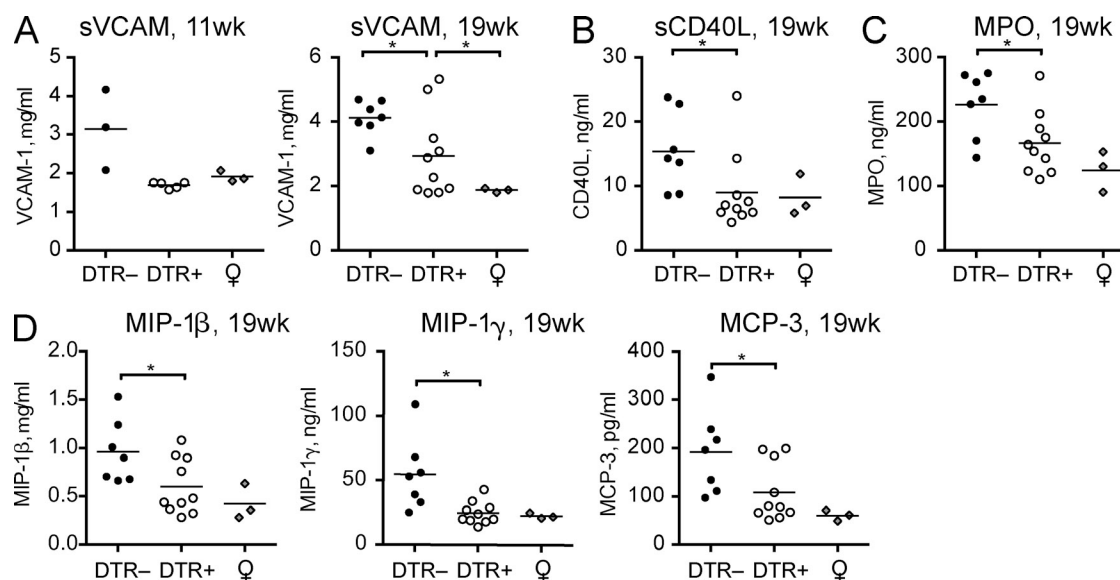 A sVCAM, 11wk
VCAM-1, mg/ml
5
4
3
2
1
0
DTR– DTR+ ♀
sVCAM, 19wk
VCAM-1, mg/ml
6
4
2
0
* *
DTR– DTR+ ♀
B sCD40L, 19wk
CD40L, ng/ml
30
20
10
0
*
DTR– DTR+ ♀
C MPO, 19wk
MPO, ng/ml
300
200
100
0
*
DTR– DTR+ ♀
D MIP-1β, 19wk
MIP-1β, mg/ml
2.0
1.5
1.0
0.5
0.0
*
DTR– DTR+ ♀
MIP-1γ, 19wk
MIP-1γ, ng/ml
150
100
50
0
*
DTR– DTR+ ♀
MCP-3, 19wk
MCP-3, pg/ml
400
300
200
100
0
*
DTR– DTR+ ♀